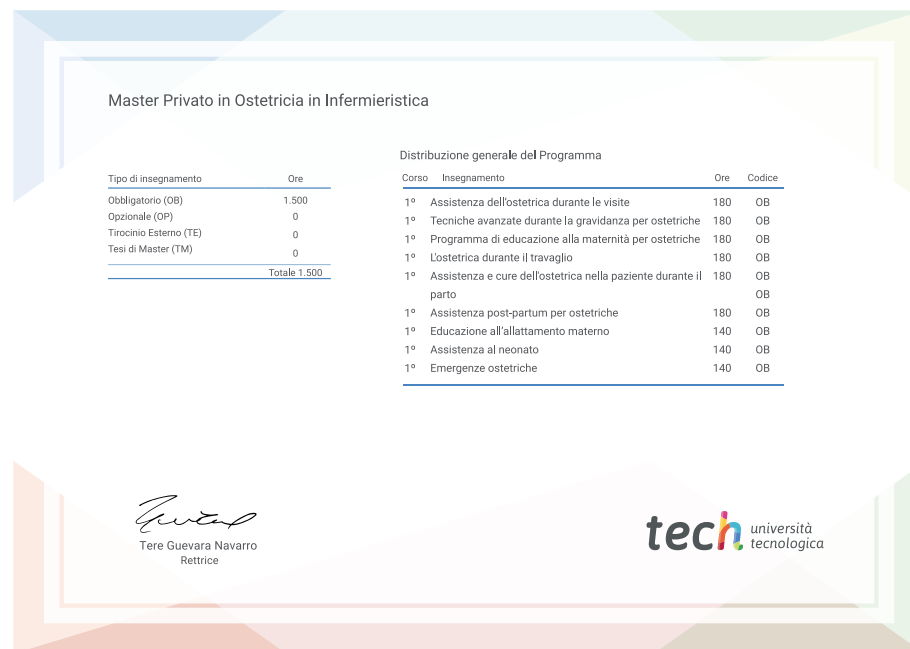 Master Privato in Ostetricia in Infermieristica
Tipo di insegnamento Ore
Obbligatorio (OB) 1.500
Opzionale (OP) 0
Tirocinio Esterno (TE) 0
Tesi di Master (TM) 0
Totale 1.500
Distribuzione generale del Programma
Corso Insegnamento Ore Codice
1º Assistenza dell'ostetrica durante le visite 180 OB
1º Tecniche avanzate durante la gravidanza per ostetriche 180 OB
1º Programma di educazione alla maternità per ostetriche 180 OB
1º L'ostetrica durante il travaglio 180 OB
1º Assistenza e cure dell'ostetrica nella paziente durante il 180 OB
parto OB
1º Assistenza post-partum per ostetriche 180 OB
1º Educazione all'allattamento materno 140 OB
1º Assistenza al neonato 140 OB
1º Emergenze ostetriche 140 OB
Tere Guevara Navarro
Rettrice
tech università
tecnologica